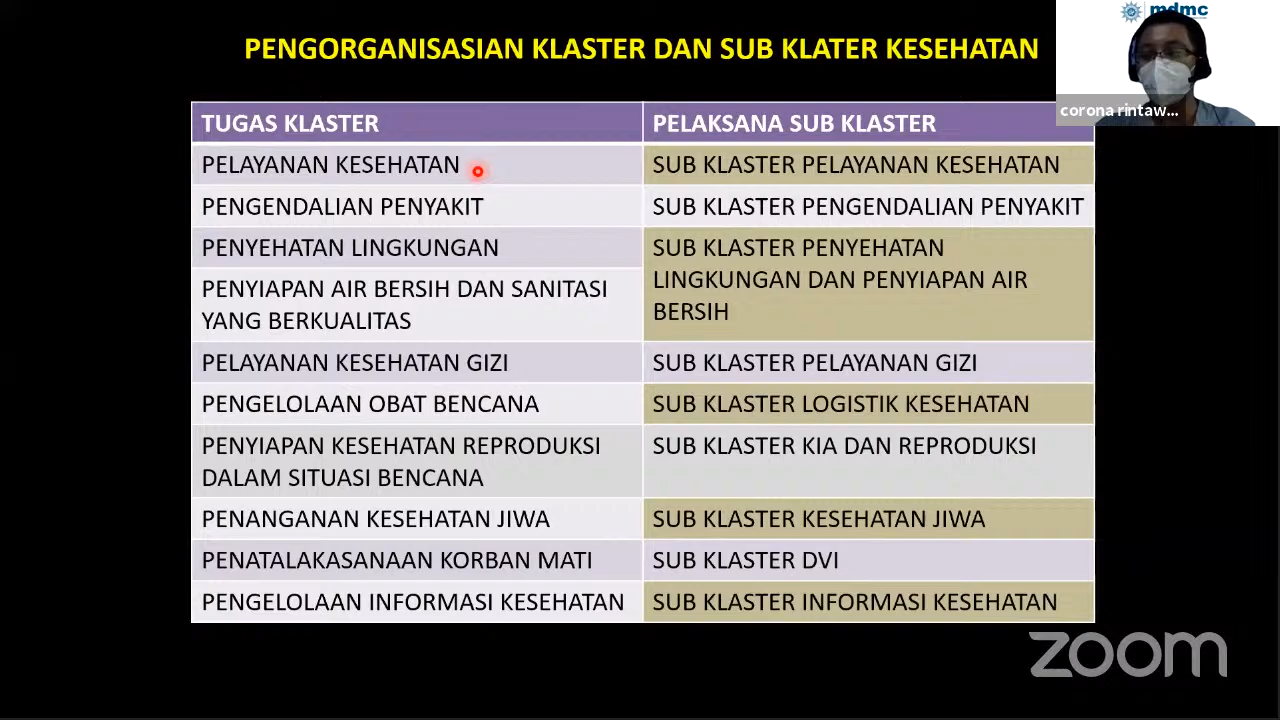 mdmc
PENGORGANISASIAN KLASTER DAN SUB KLATER KESEHATAN
corona rintaw...
TUGAS KLASTER
PELAKSANA SUB KLASTER
PELAYANAN KESEHATAN
SUB KLASTER PELAYANAN KESEHATAN
PENGENDALIAN PENYAKIT
SUB KLASTER PENGENDALIAN PENYAKIT
PENYEHATAN LINGKUNGAN
PENYIAPAN AIR BERSIH DAN SANITASI
YANG BERKUALITAS
SUB KLASTER PENYEHATAN
LINGKUNGAN DAN PENYIAPAN AIR
BERSIH
PELAYANAN KESEHATAN GIZI
SUB KLASTER PELAYANAN GIZI
PENGELOLAAN OBAT BENCANA
SUB KLASTER LOGISTIK KESEHATAN
PENYIAPAN KESEHATAN REPRODUKSI
DALAM SITUASI BENCANA
SUB KLASTER KIA DAN REPRODUKSI
PENANGANAN KESEHATAN JIWA
SUB KLASTER KESEHATAN JIWA
PENATALAKASANAAN KORBAN MATI
SUB KLASTER DVI
PENGELOLAAN INFORMASI KESEHATAN
SUB KLASTER INFORMASI KESEHATAN
zoom